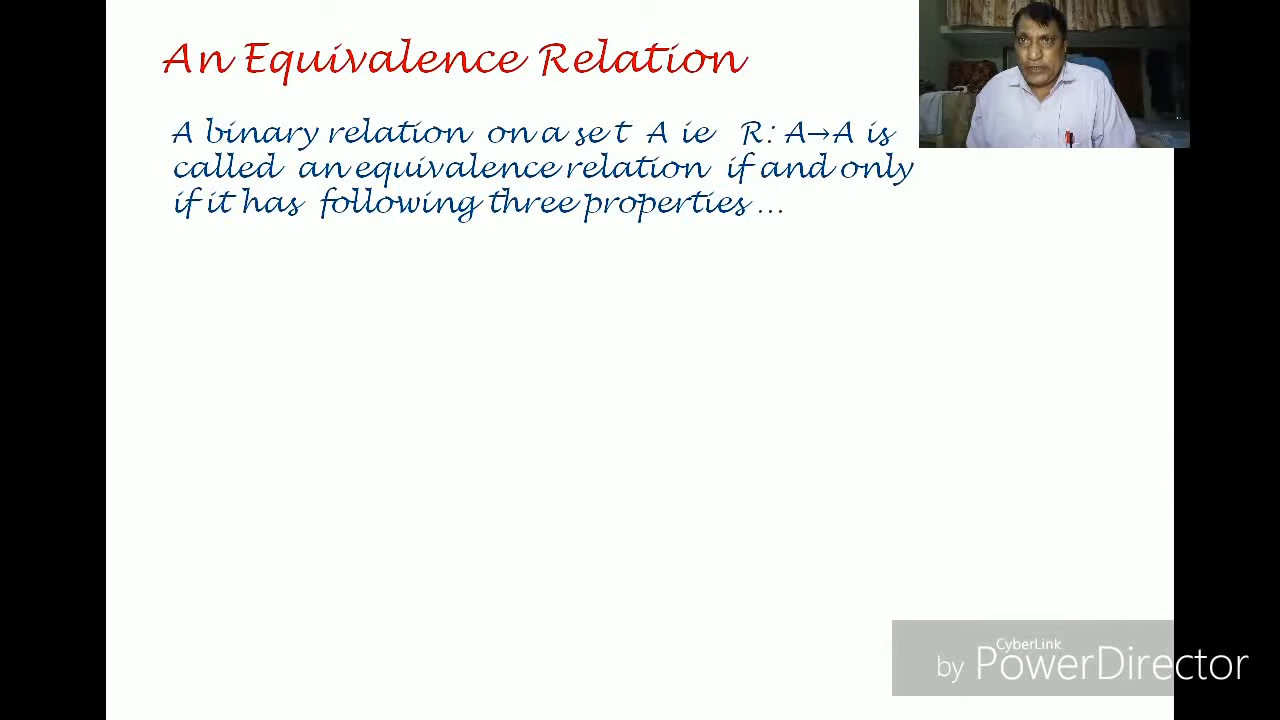 An Equivalence Relation
A binary relation on a set A ie R: A→A is
called an equivalence relation if and only
if it has following three properties ...
CyberLink
by PowerDirector